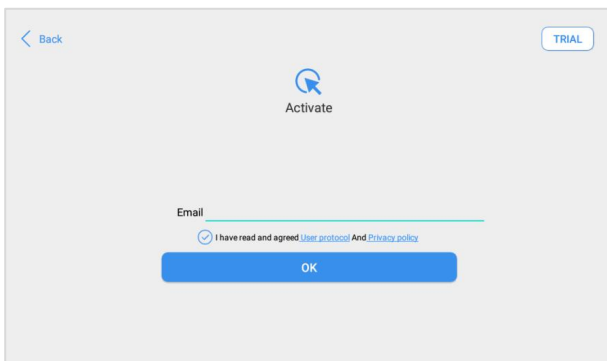 Back
TRIAL
Activate
Email
I have read and agreed User protocol And Privacy policy
OK